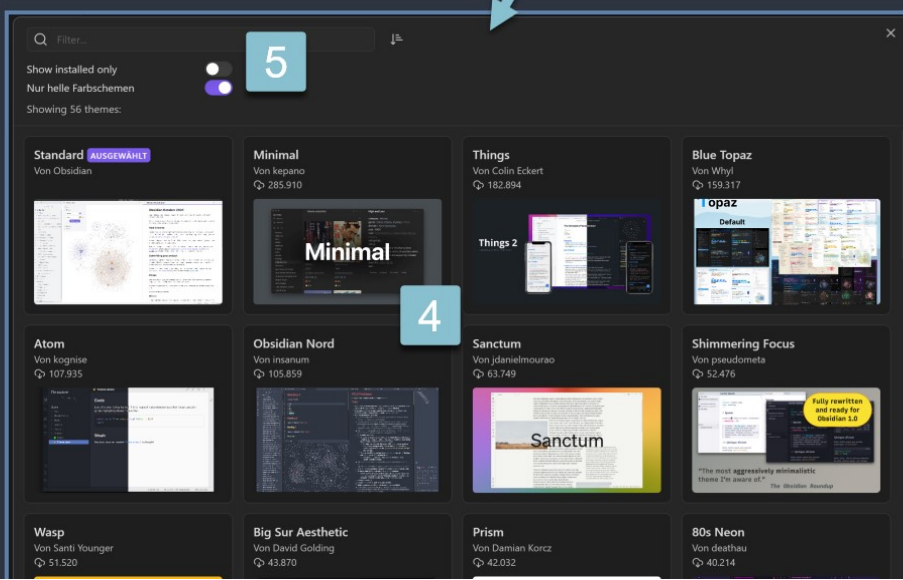 Filter...
5
Show installed only
Nur helle Farbschemen
Showing 56 themes:
Standard AUSGEWÄHLT
Von Obsidian
Minimal
Von kepano
285.910
Minimal
Things
Von Colin Eckert
182.894
Things 2
Blue Topaz
Von Whyl
159.317
opaz
Default
4
Atom
Von kognise
107.935
Obsidian Nord
Von insanum
105.859
Sanctum
Von jdanielmourao
63.749
Sanctum
Shimmering Focus
Von pseudometa
52.476
Fully rewritten
and ready for
Obsidian 1.0
"The most aggressively minimalistic
theme I'm aware of."
The Obsidian Roundup
Wasp
Von Santi Younger
51.520
Big Sur Aesthetic
Von David Golding
43.870
Prism
Von Damian Korcz
42.032
80s Neon
Von deathau
40.214